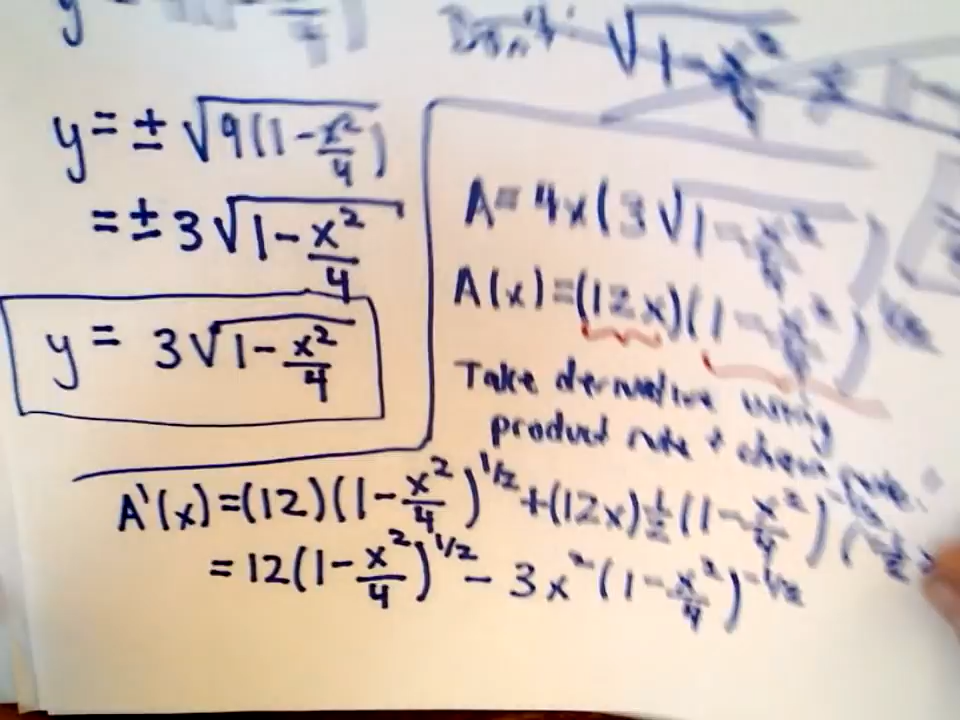 y = ± √9(1 - x²/4)
= ± 3√1 - x²/4
y = 3√1 - x²/4
√1 - x²/4
A = 4x(3√1 - x²/4)
A(x) = (12x)(1 - x²/4)
Take derivative using
product rule + chain rule.
A'(x) = (12)(1 - x²/4)^1/2 + (12x) 1/2 (1 - x²/4)
= 12(1 - x²/4)^1/2 - 3x²(1 - x²/4)^-1/2